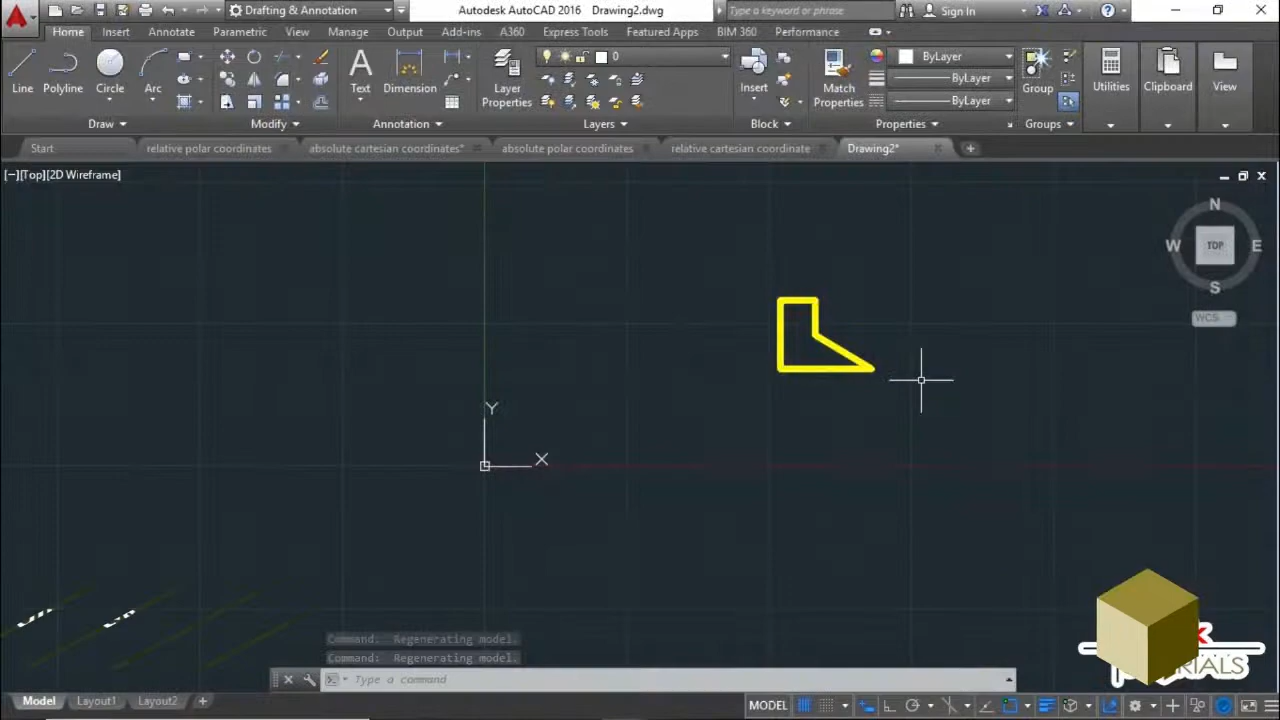 Drafting & Annotation
Autodesk AutoCAD 2016 Drawing2.dwg
Type a keyword or phrase
Sign In
Home Insert Annotate Parametric View Manage Output Add-ins A360 Express Tools Featured Apps BIM 360 Performance
0
ByLayer
ByLayer
ByLayer
Line Polyline Circle Arc
Text Dimension
Layer Properties
Insert
Match Properties
Group
Utilities
Clipboard
View
Draw Modify Annotation Layers Block Properties Groups
Start relative polar coordinates absolute cartesian coordinates* absolute polar coordinates relative cartesian coordinate Drawing2*
[−][Top][2D Wireframe]
N
W TOP E
S
WCS
Y
X
Command: Regenerating model.
Command: Regenerating model.
Type a command
Model Layout1 Layout2
MODEL